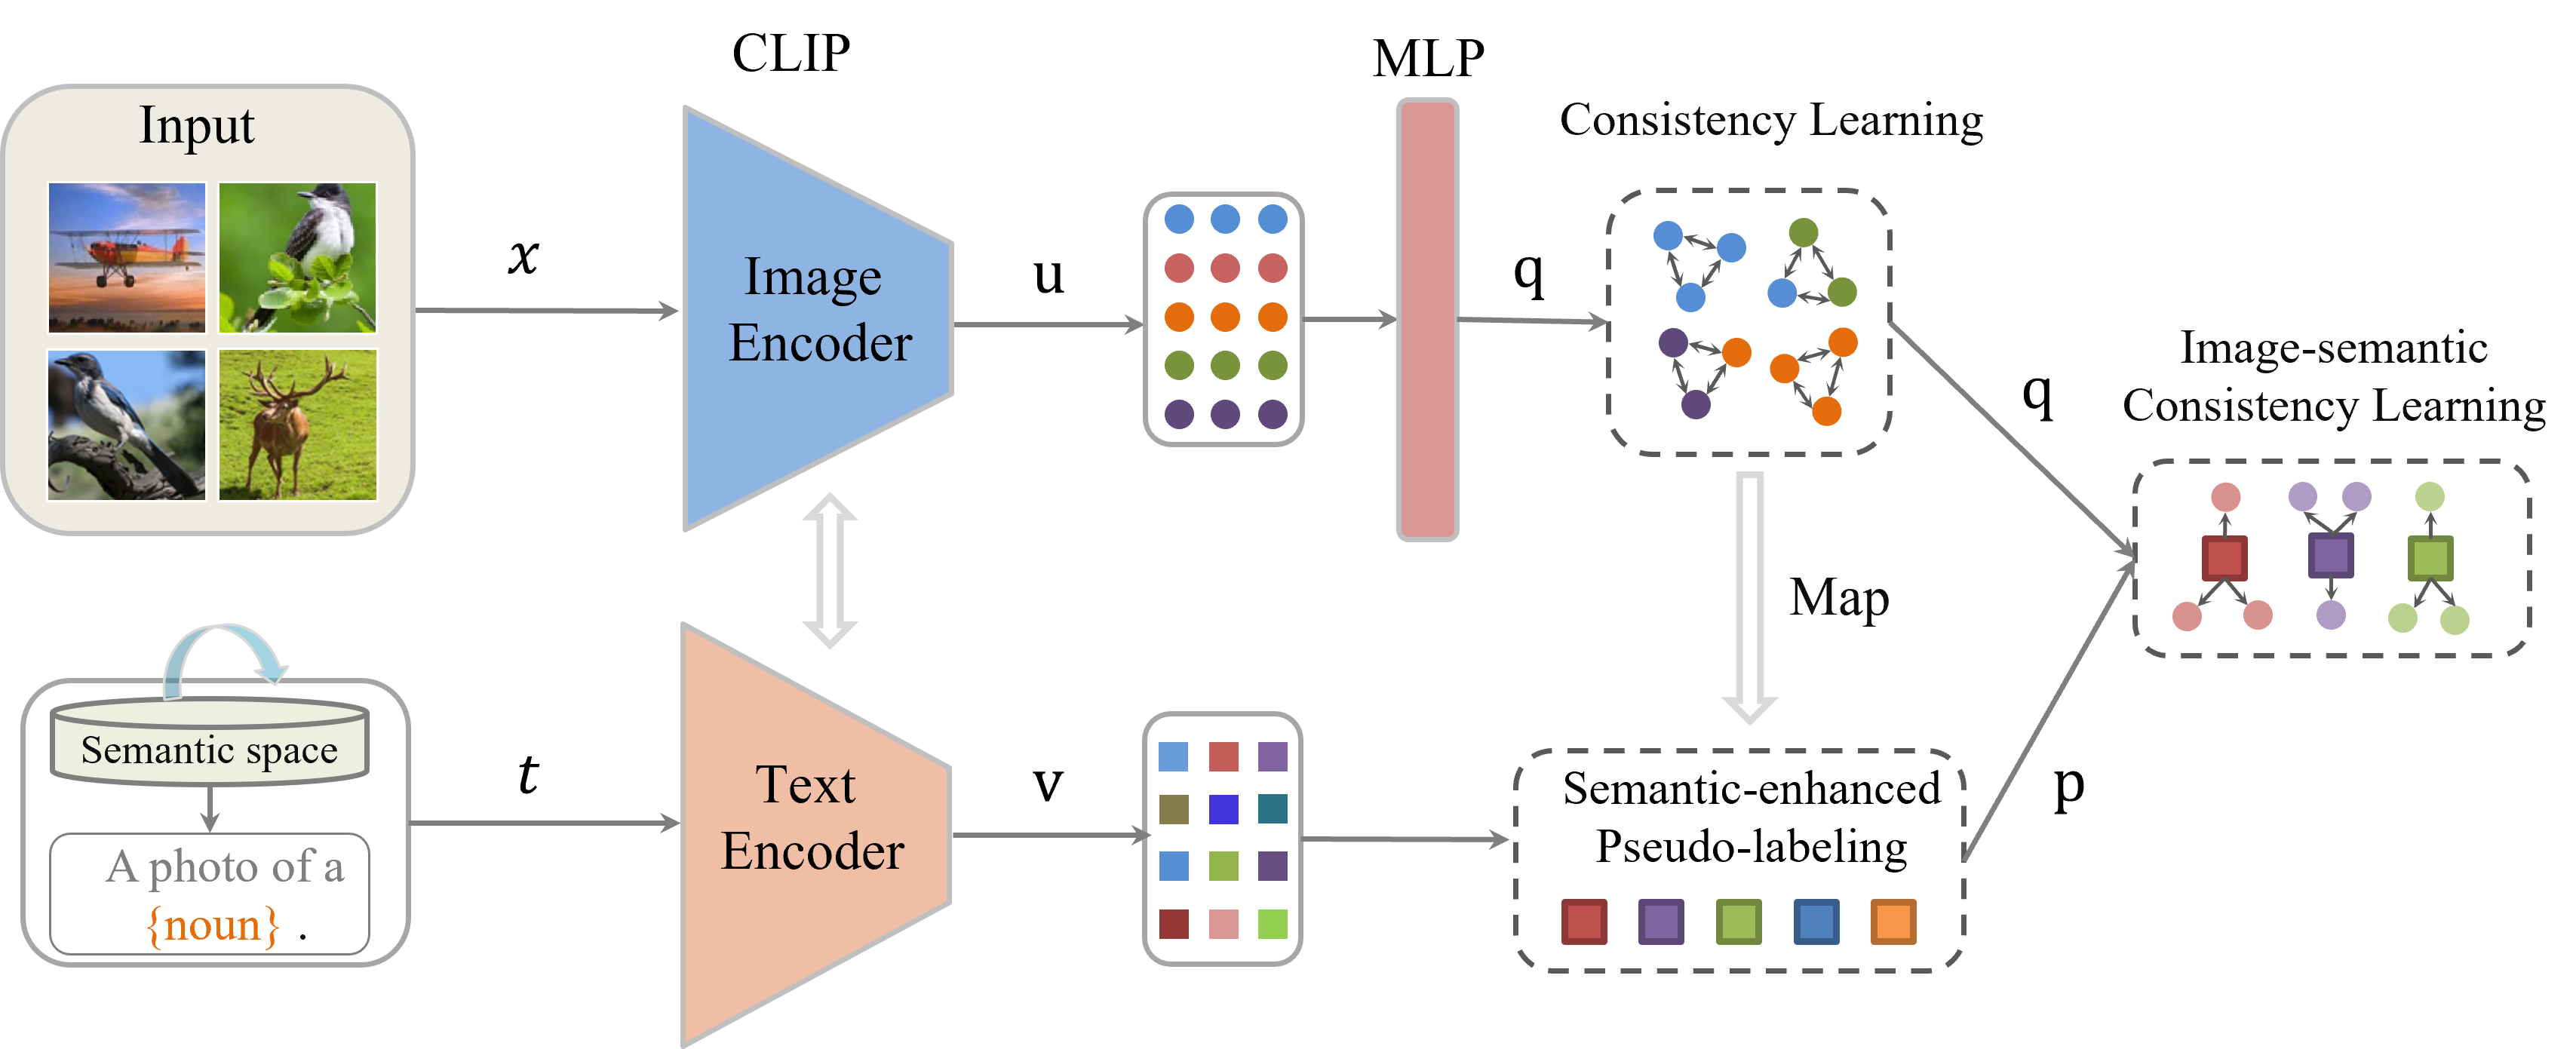 CLIP
MLP
Input
Consistency Learning
x
Image
Encoder
u
q
Image-semantic
Consistency Learning
q
Map
Semantic space
A photo of a
{noun} .
t
Text
Encoder
v
Semantic-enhanced
Pseudo-labeling
p